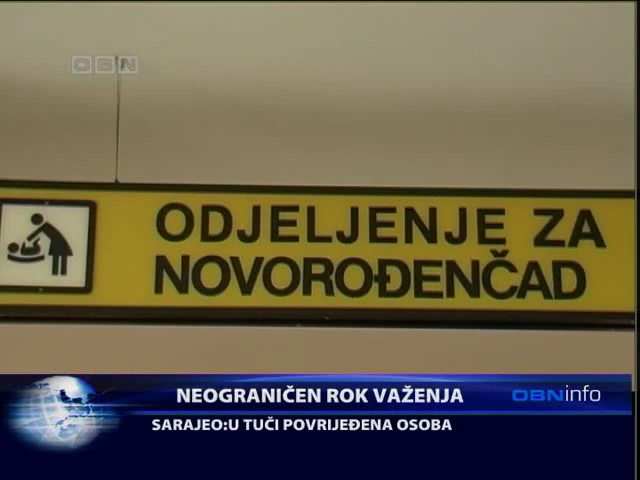 OBN
ODJELJENJE ZA
NOVOROĐENČAD
NEOGRANIČEN ROK VAŽENJA
OBNinfo
SARAJEO:U TUČI POVRIJEĐENA OSOBA